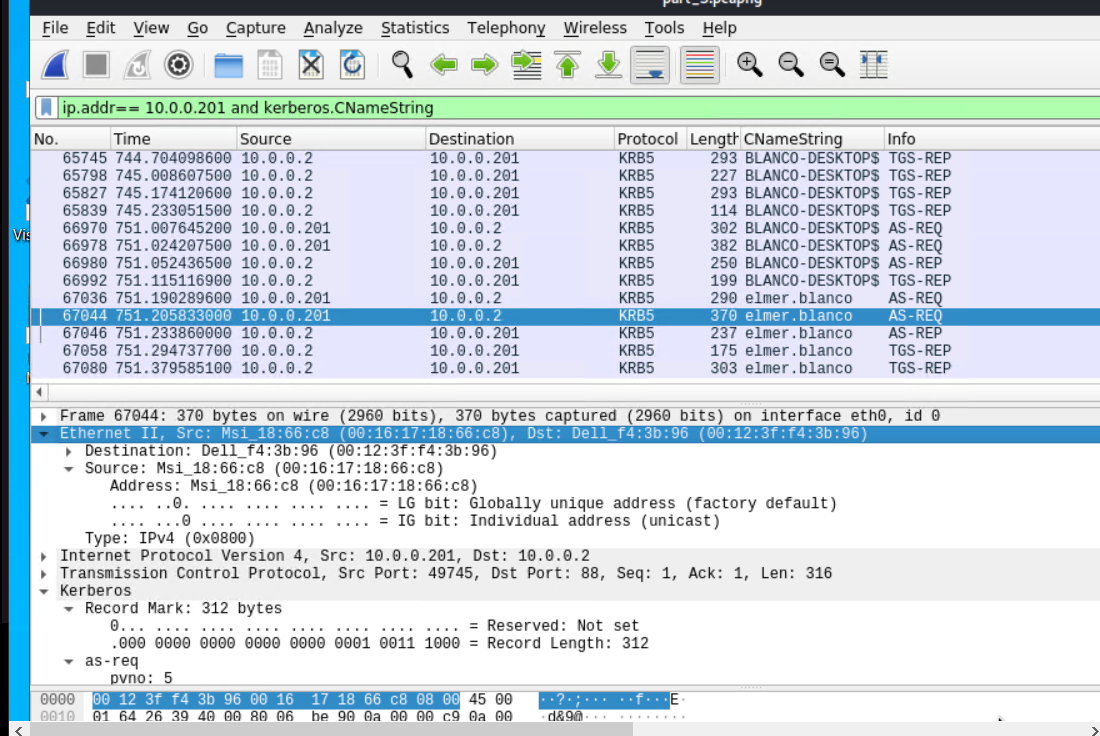 File Edit View Go Capture Analyze Statistics Telephony Wireless Tools Help
ip.addr== 10.0.0.201 and kerberos.CNameString
No. Time Source Destination Protocol Length CNameString Info
65745 744.704098600 10.0.0.2 10.0.0.201 KRB5 293 BLANCO-DESKTOP$ TGS-REP
65798 745.008607500 10.0.0.2 10.0.0.201 KRB5 227 BLANCO-DESKTOP$ TGS-REP
65827 745.174120600 10.0.0.2 10.0.0.201 KRB5 293 BLANCO-DESKTOP$ TGS-REP
65839 745.233051500 10.0.0.2 10.0.0.201 KRB5 114 BLANCO-DESKTOP$ TGS-REP
66970 751.007645200 10.0.0.201 10.0.0.2 KRB5 302 BLANCO-DESKTOP$ AS-REQ
66978 751.024207500 10.0.0.201 10.0.0.2 KRB5 382 BLANCO-DESKTOP$ AS-REQ
66980 751.052436500 10.0.0.2 10.0.0.201 KRB5 250 BLANCO-DESKTOP$ AS-REP
66992 751.115116900 10.0.0.2 10.0.0.201 KRB5 199 BLANCO-DESKTOP$ TGS-REP
67036 751.190289600 10.0.0.201 10.0.0.2 KRB5 290 elmer.blanco AS-REQ
67044 751.205833000 10.0.0.201 10.0.0.2 KRB5 370 elmer.blanco AS-REQ
67046 751.233860000 10.0.0.2 10.0.0.201 KRB5 237 elmer.blanco AS-REP
67058 751.294737700 10.0.0.2 10.0.0.201 KRB5 175 elmer.blanco TGS-REP
67080 751.379585100 10.0.0.2 10.0.0.201 KRB5 303 elmer.blanco TGS-REP
Frame 67044: 370 bytes on wire (2960 bits), 370 bytes captured (2960 bits) on interface eth0, id 0
Ethernet II, Src: Msi_18:66:c8 (00:16:17:18:66:c8), Dst: Dell_f4:3b:96 (00:12:3f:f4:3b:96)
Destination: Dell_f4:3b:96 (00:12:3f:f4:3b:96)
Source: Msi_18:66:c8 (00:16:17:18:66:c8)
Address: Msi_18:66:c8 (00:16:17:18:66:c8)
.... ..0. .... .... .... .... = LG bit: Globally unique address (factory default)
.... ...0 .... .... .... .... = IG bit: Individual address (unicast)
Type: IPv4 (0x0800)
Internet Protocol Version 4, Src: 10.0.0.201, Dst: 10.0.0.2
Transmission Control Protocol, Src Port: 49745, Dst Port: 88, Seq: 1, Ack: 1, Len: 316
Kerberos
Record Mark: 312 bytes
0... .... .... .... .... .... .... .... = Reserved: Not set
.000 0000 0000 0000 0000 0001 0011 1000 = Record Length: 312
as-req
pvno: 5
0000 00 12 3f f4 3b 96 00 16 17 18 66 c8 08 00 45 00 ··?·;··· ··f···E·
0010 01 64 26 39 40 00 80 06 be 90 0a 00 00 c9 0a 00 ·d&9@··· ········